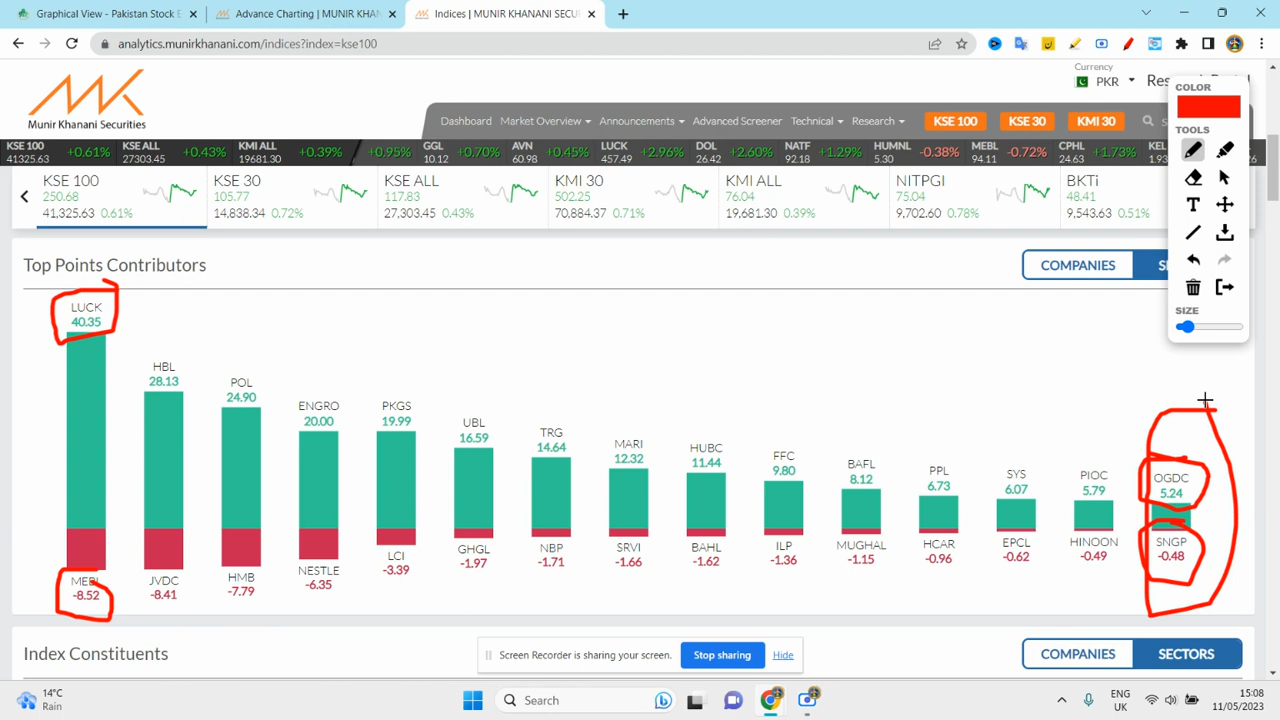 Graphical View - Pakistan Stock E
Advance Charting | MUNIR KHANA
Indices | MUNIR KHANANI SECU
analytics.munirkhanani.com/indices?index=kse100
Munir Khanani Securities
Currency
PKR
COLOR
TOOLS
SIZE
Dashboard Market Overview Announcements Advanced Screener Technical Research KSE 100 KSE 30 KMI 30
KSE 100 41325.63 +0.61%
KSE ALL 27303.45 +0.43%
KMI ALL 19681.30 +0.39%
+0.95%
GGL 10.12 +0.70%
AVN 60.98 +0.45%
LUCK 457.49 +2.96%
DOL 26.42 +2.60%
NATF 92.18 +1.29%
HUMNL 5.30 -0.38%
MEBL 94.11 -0.72%
CPHL 24.63 +1.73%
KEL
KSE 100
250.68
41,325.63 0.61%
KSE 30
105.77
14,838.34 0.72%
KSE ALL
117.83
27,303.45 0.43%
KMI 30
502.25
70,884.37 0.71%
KMI ALL
76.04
19,681.30 0.39%
NITPGI
75.04
9,702.60 0.78%
BKTi
48.41
9,543.63 0.51%
Top Points Contributors
COMPANIES
LUCK
40.35
HBL
28.13
POL
24.90
ENGRO
20.00
PKGS
19.99
UBL
16.59
TRG
14.64
MARI
12.32
HUBC
11.44
FFC
9.80
BAFL
8.12
PPL
6.73
SYS
6.07
PIOC
5.79
OGDC
5.24
MEBL
-8.52
JVDC
-8.41
HMB
-7.79
NESTLE
-6.35
LCI
-3.39
GHGL
-1.97
NBP
-1.71
SRVI
-1.66
BAHL
-1.62
ILP
-1.36
MUGHAL
-1.15
HCAR
-0.96
EPCL
-0.62
HINOON
-0.49
SNGP
-0.48
Index Constituents
COMPANIES SECTORS
Screen Recorder is sharing your screen. Stop sharing Hide
14°C
Rain
Search
ENG
UK
15:08
11/05/2023